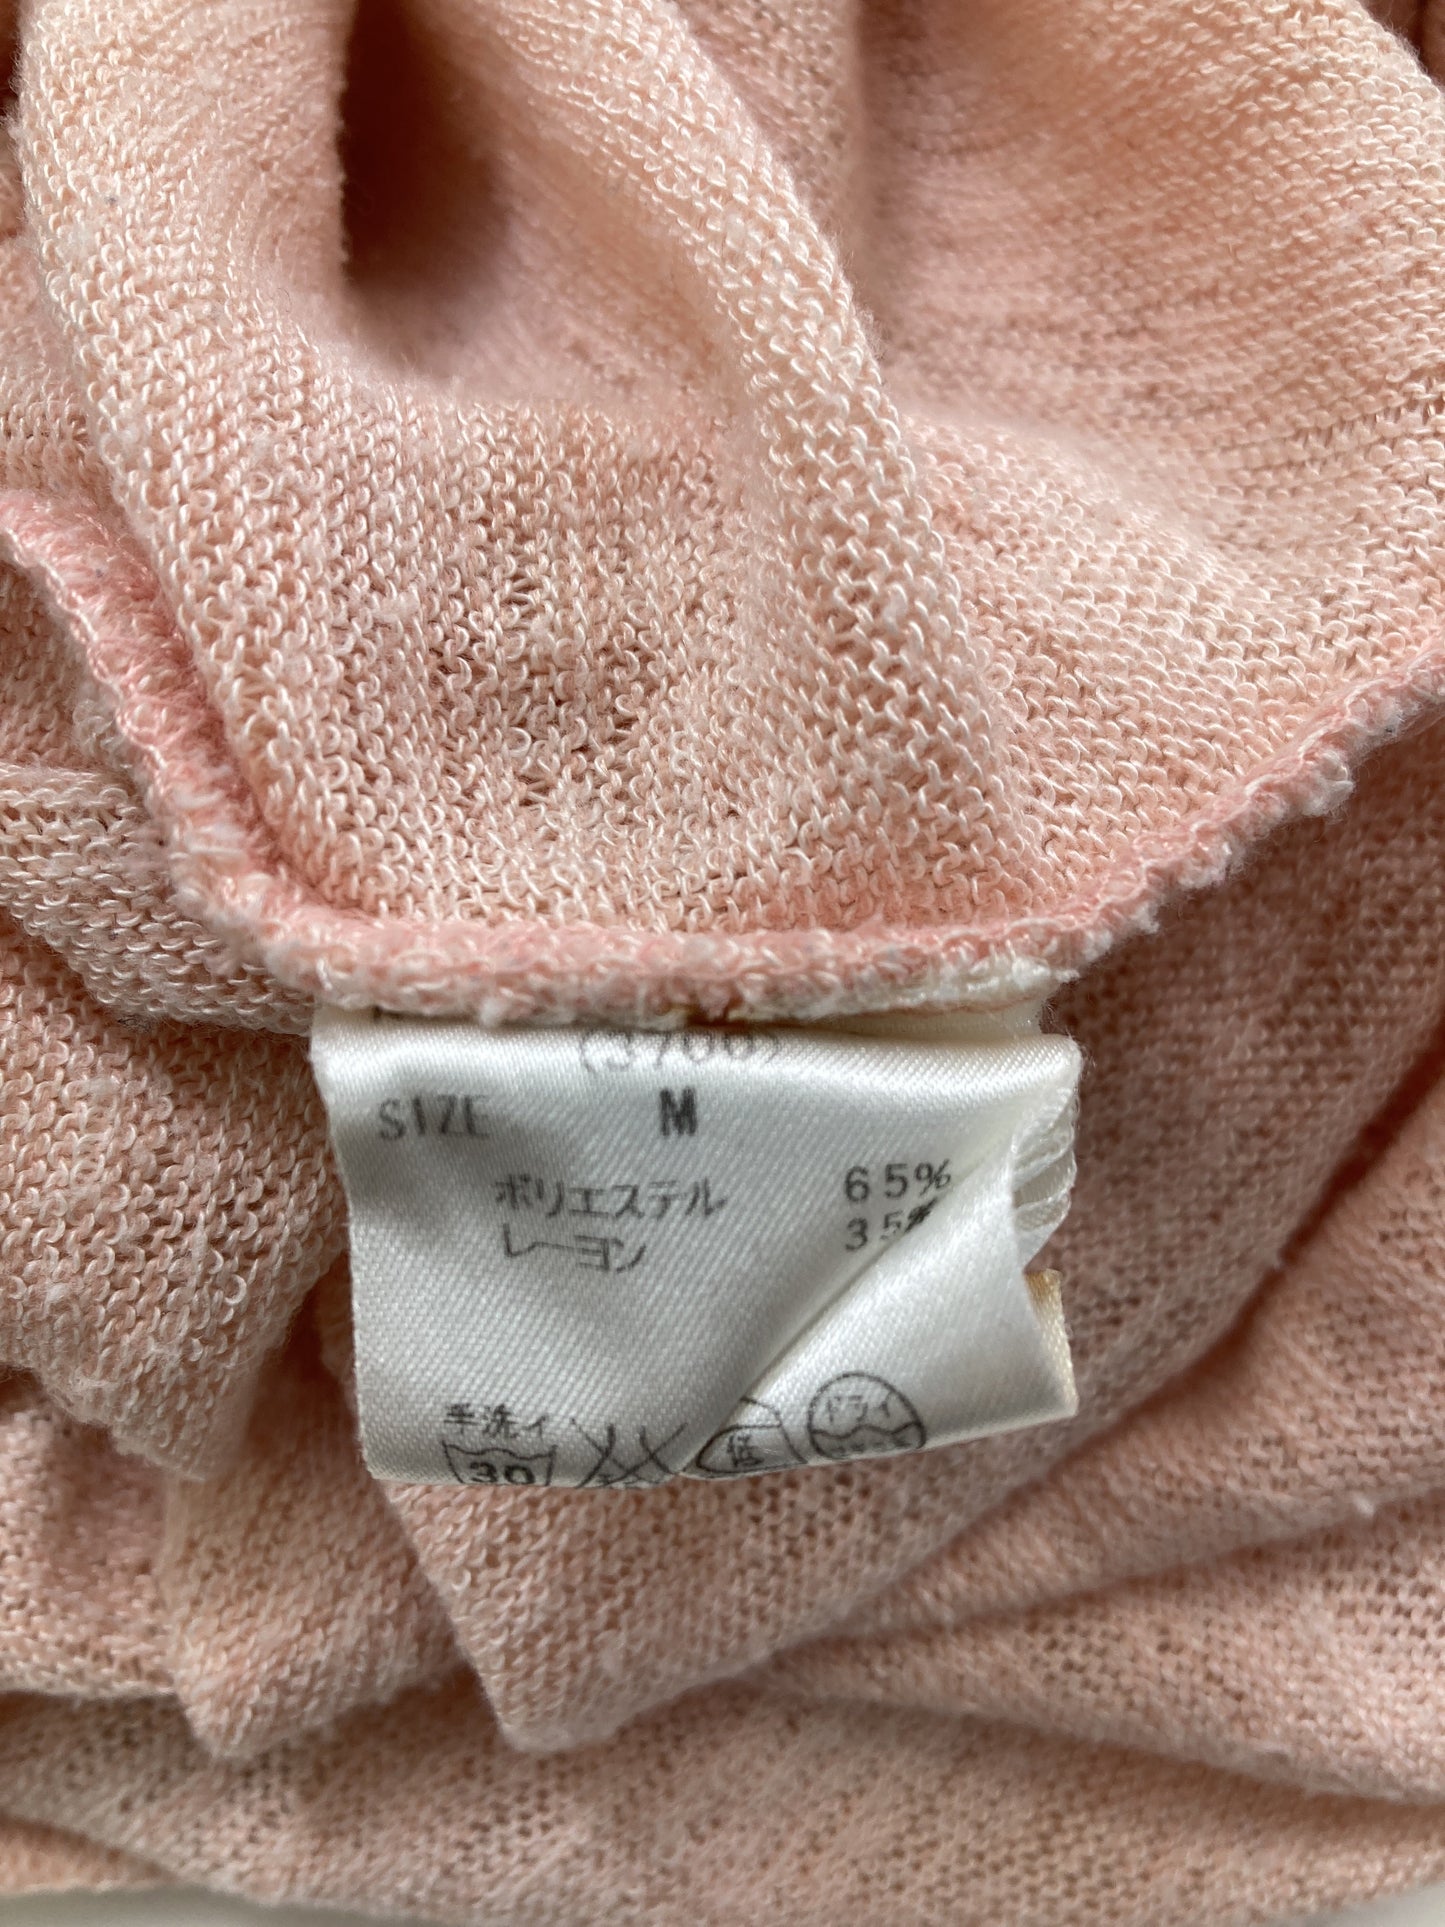 SIZE M
ポリエステル 65%
レーヨン 35%
手洗イ
30
ドライ